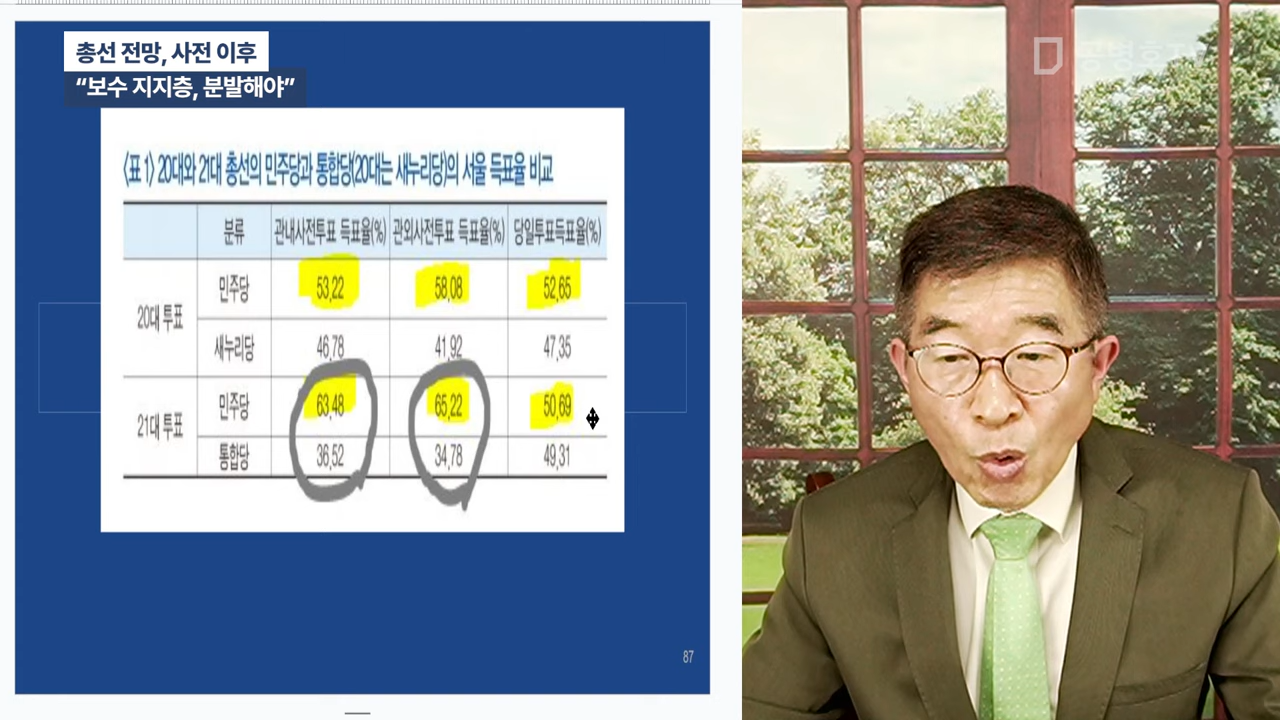 총선 전망, 사전 이후
“보수 지지층, 분발해야”
공병호TV
〈표 1〉 20대와 21대 총선의 민주당과 통합당(20대는 새누리당)의 서울 득표율 비교
분류 관내사전투표 득표율(%) 관외사전투표 득표율(%) 당일투표득표율(%)
20대 투표
민주당 53,22 58,08 52,65
새누리당 46,78 41,92 47,35
21대 투표
민주당 63,48 65,22 50,69
통합당 36,52 34,78 49,31
87